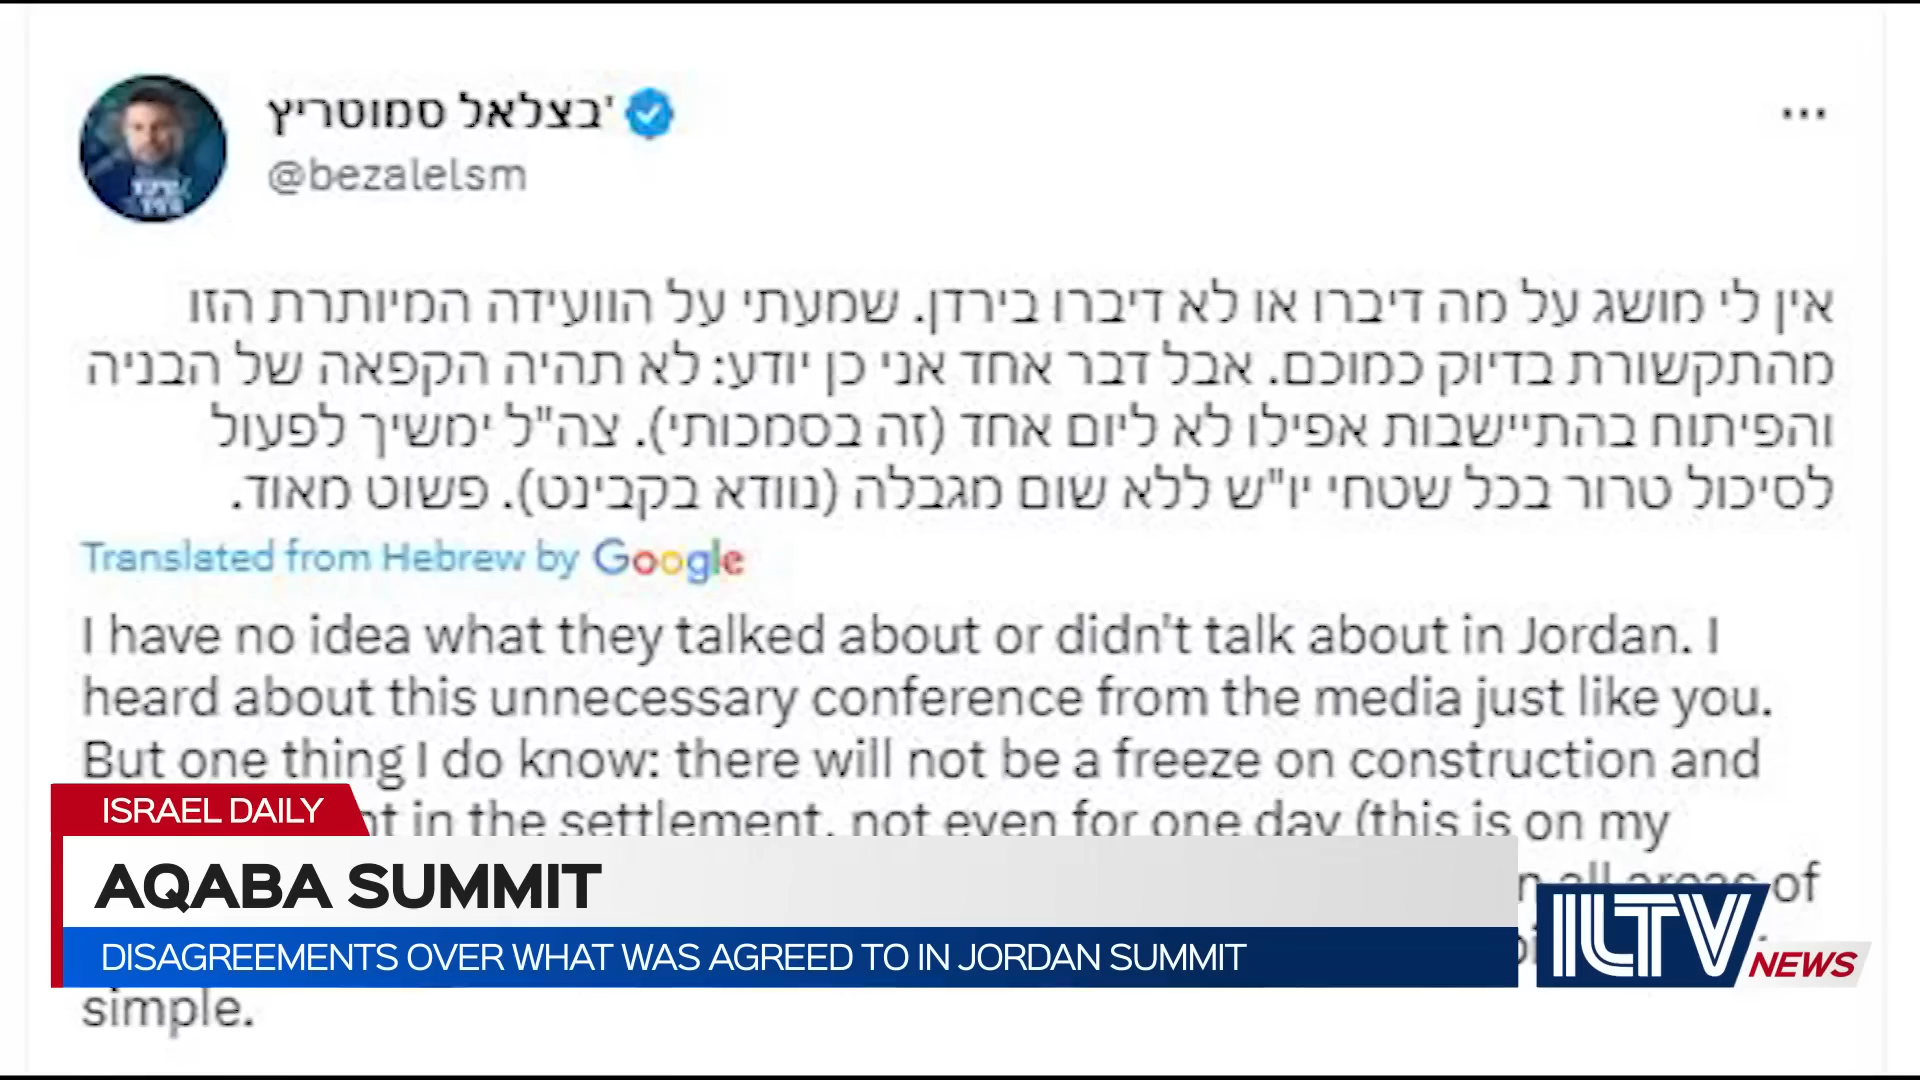 בצלאל סמוטריץ'
@bezalelsm
אין לי מושג על מה דיברו או לא דיברו בירדן. שמעתי על הוועידה המיותרת הזו
מהתקשורת בדיוק כמוכם. אבל דבר אחד אני כן יודע: לא תהיה הקפאה של הבניה
והפיתוח בהתיישבות אפילו לא ליום אחד (זה בסמכותי). צה"ל ימשיך לפעול
לסיכול טרור בכל שטחי יו"ש ללא שום מגבלה (נוודא בקבינט). פשוט מאוד.
Translated from Hebrew by Google
I have no idea what they talked about or didn't talk about in Jordan. I
heard about this unnecessary conference from the media just like you.
But one thing I do know: there will not be a freeze on construction and
in the settlement, not even for one day (this is on my
all areas of
simple.
ISRAEL DAILY
AQABA SUMMIT
DISAGREEMENTS OVER WHAT WAS AGREED TO IN JORDAN SUMMIT
ILTV NEWS